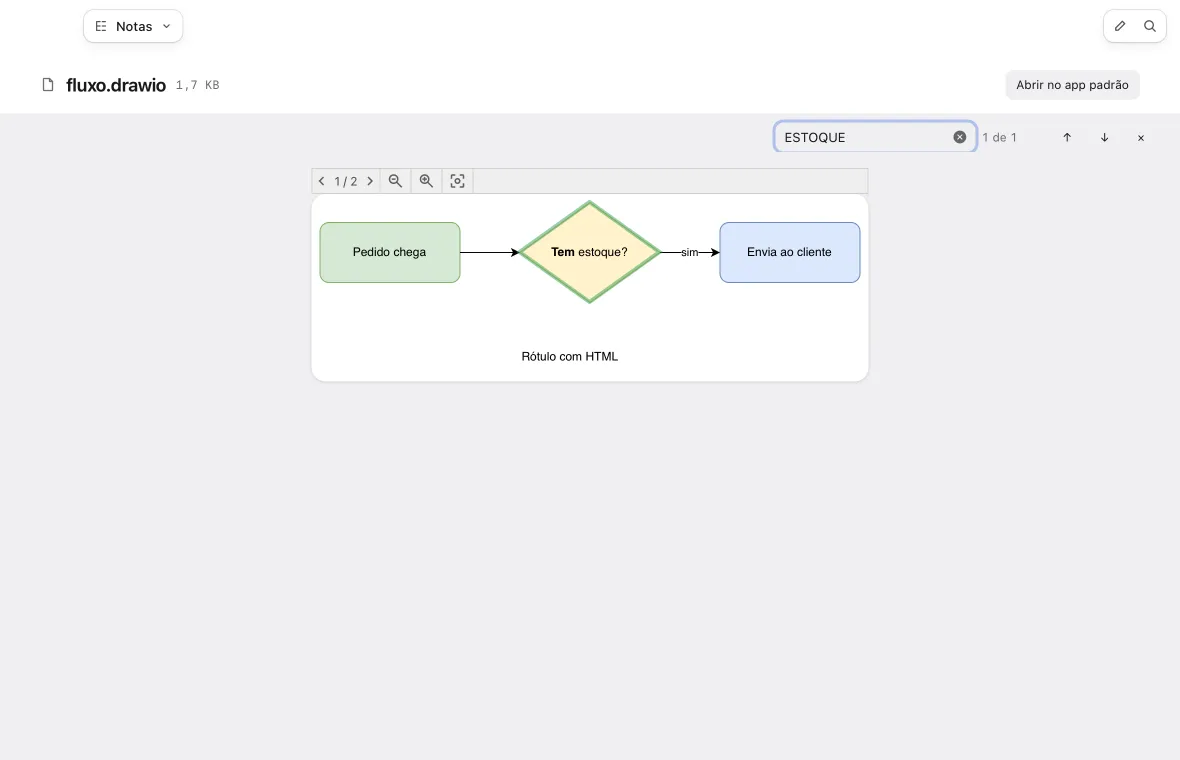 Notas
fluxo.drawio 1,7 KB
Abrir no app padrão
ESTOQUE 1 de 1
1 / 2
Pedido chega
Tem estoque?
sim
Envia ao cliente
Rótulo com HTML